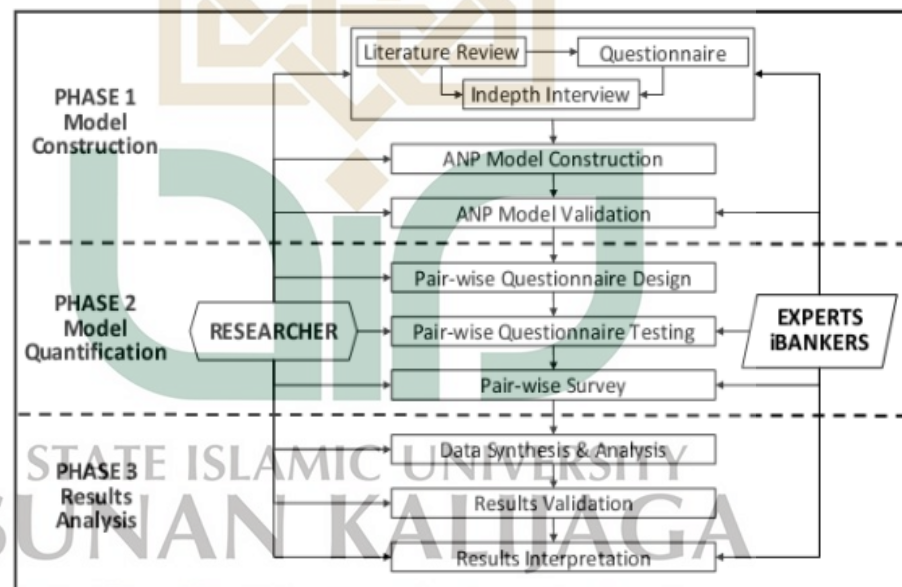 Literature Review
Questionnaire
Indepth Interview
PHASE 1
Model
Construction
ANP Model Construction
ANP Model Validation
Pair-wise Questionnaire Design
PHASE 2
Model
Quantification
RESEARCHER
Pair-wise Questionnaire Testing
EXPERTS
iBANKERS
Pair-wise Survey
Data Synthesis & Analysis
STATE ISLAMIC UNIVERSITY
PHASE 3
Results
Analysis
Results Validation
SUNAN KALIJAGA
Results Interpretation